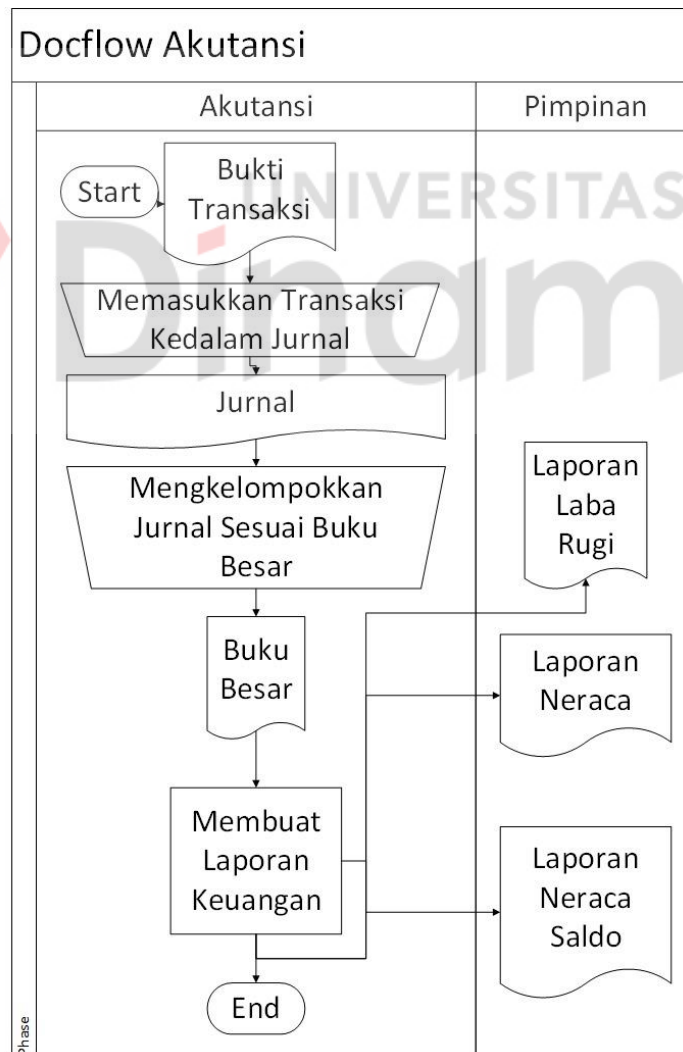 Docflow Akutansi
Akutansi
Pimpinan
Start
Bukti
Transaksi
UNIVERSITAS
Dinam
Memasukkan Transaksi
Kedalam Jurnal
Jurnal
Mengkelompokkan
Jurnal Sesuai Buku
Besar
Laporan
Laba
Rugi
Buku
Besar
Laporan
Neraca
Membuat
Laporan
Keuangan
Laporan
Neraca
Saldo
End
Phase